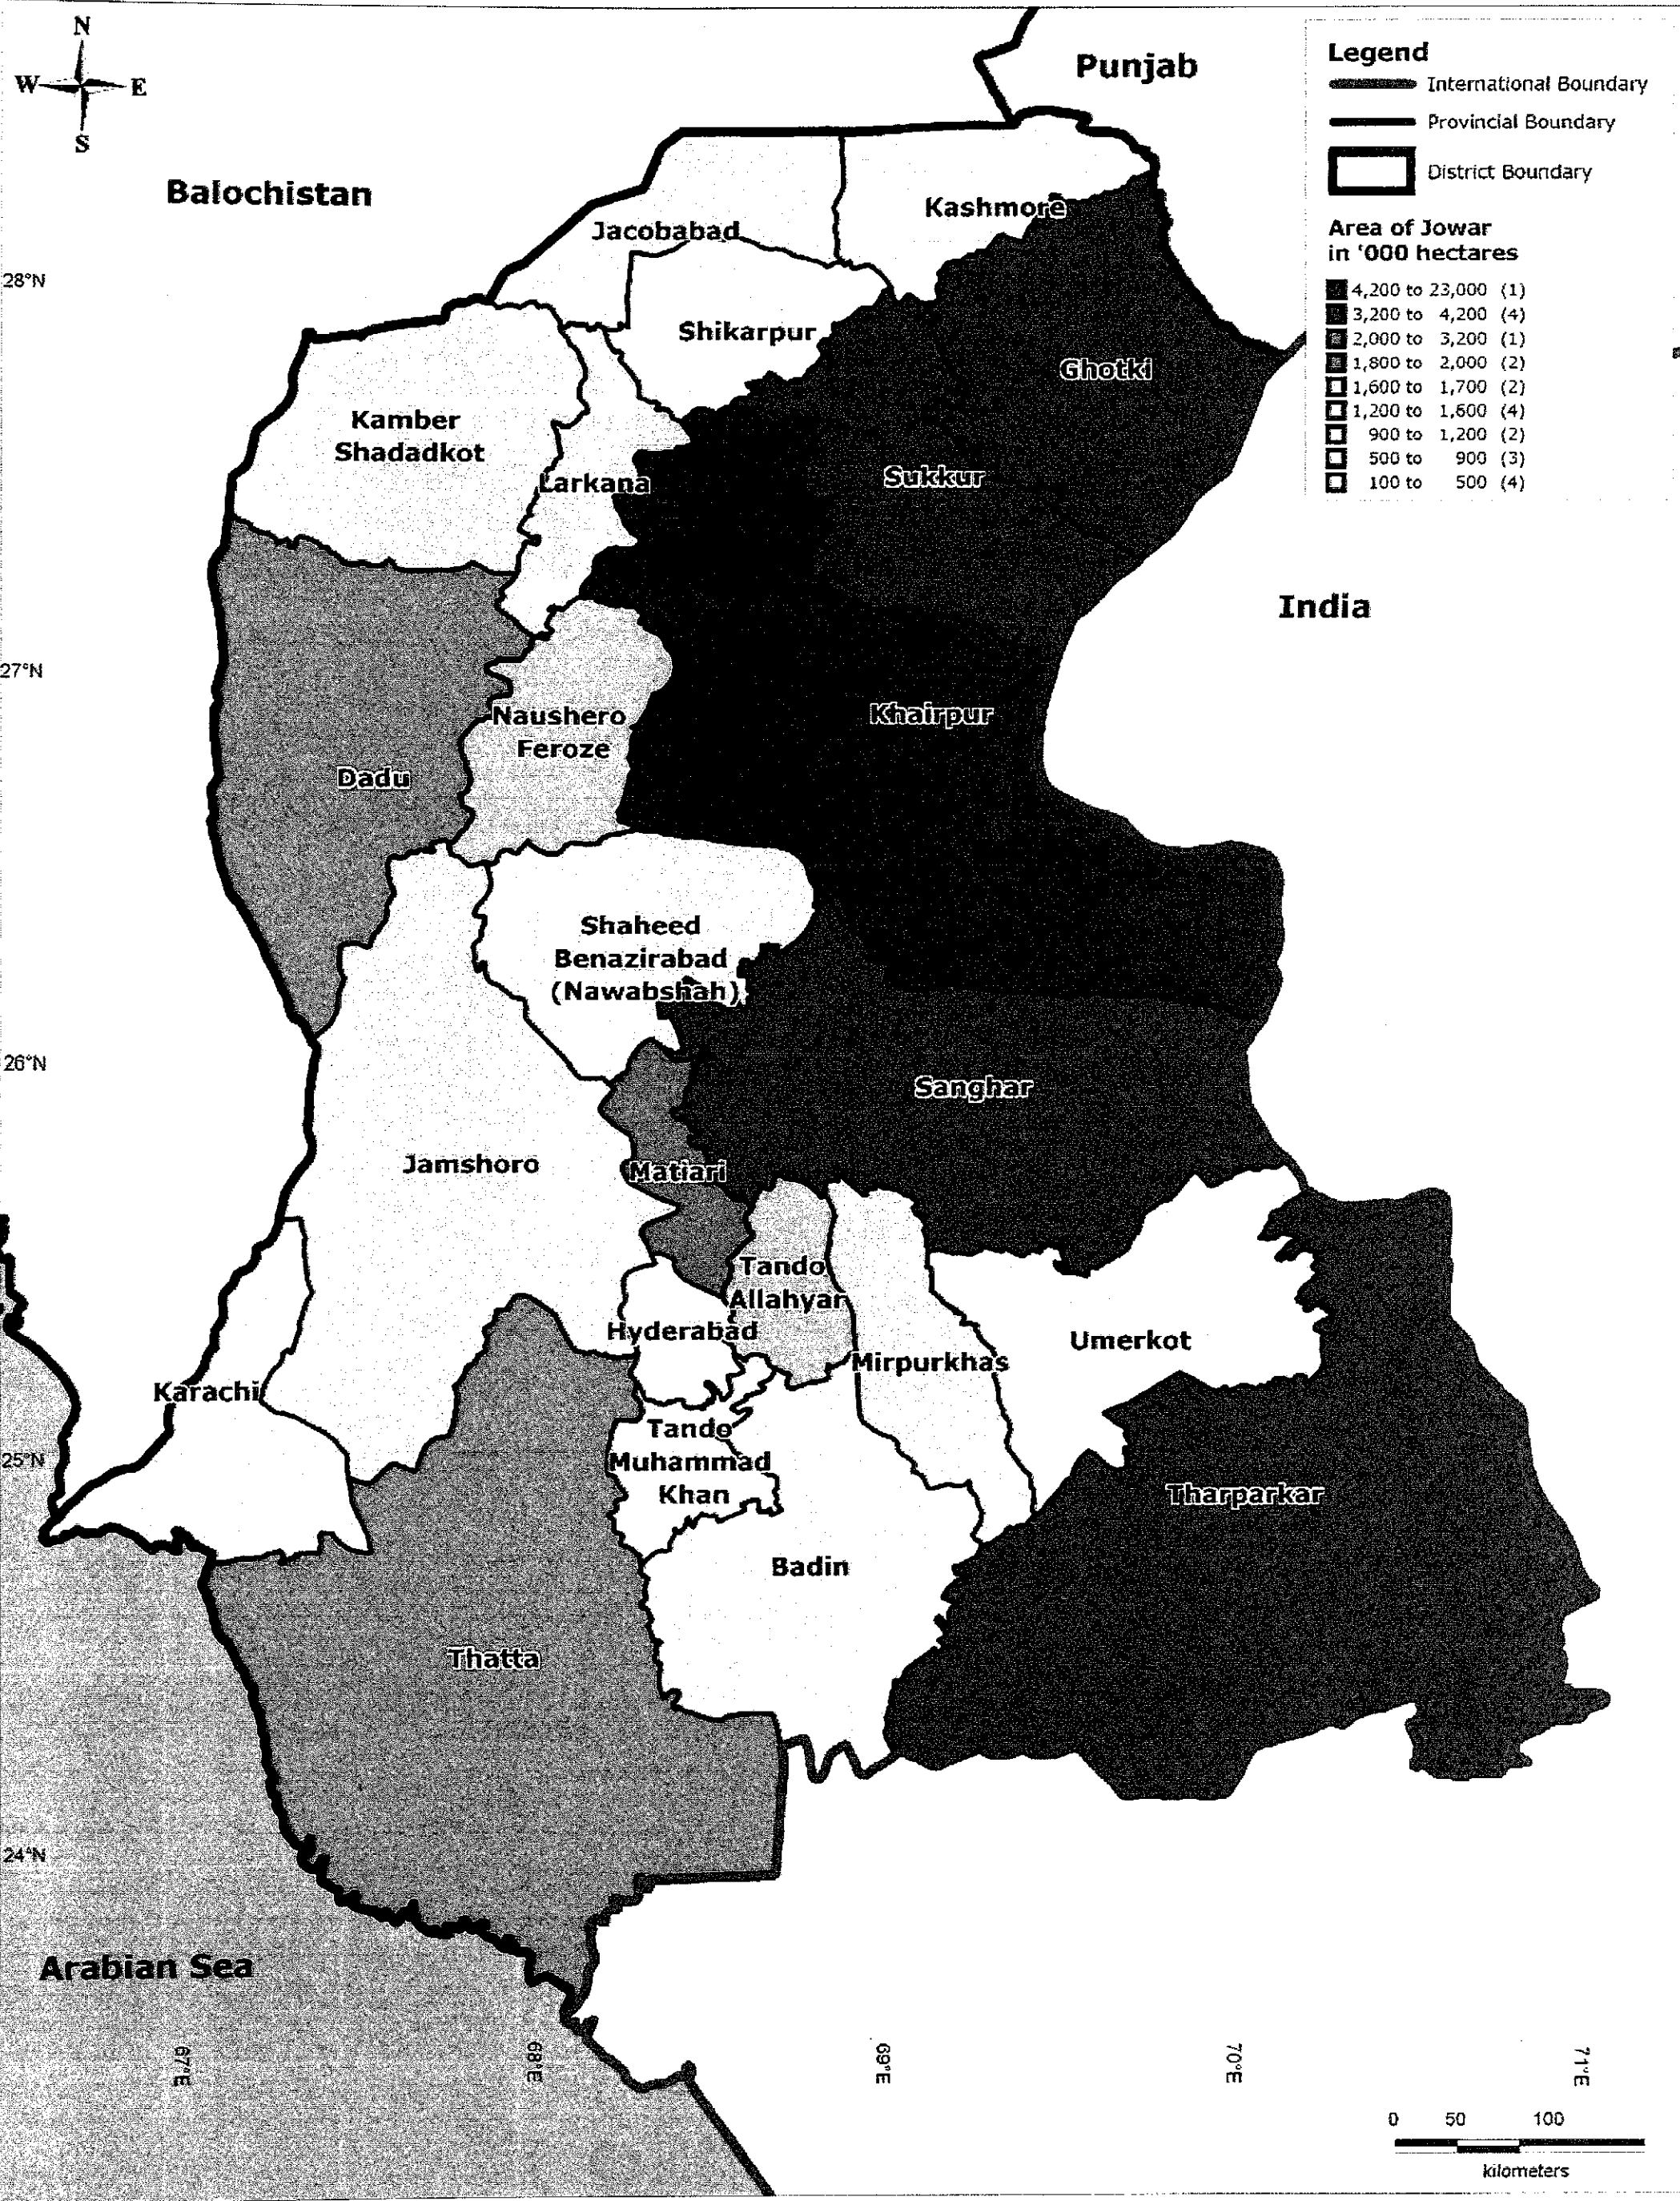 N
W E
S
Punjab
Balochistan
Legend
International Boundary
Provincial Boundary
District Boundary
Area of Jowar
in '000 hectares
4,200 to 23,000 (1)
3,200 to 4,200 (4)
2,000 to 3,200 (1)
1,800 to 2,000 (2)
1,600 to 1,700 (2)
1,200 to 1,600 (4)
900 to 1,200 (2)
500 to 900 (3)
100 to 500 (4)
Kashmore
Jacobabad
28°N
Shikarpur
Ghotki
Kamber
Shadadkot
Larkana
Sukkur
India
27°N
Naushero
Feroze
Khairpur
Dadu
Shaheed
Benazirabad
(Nawabshah)
26°N
Sanghar
Jamshoro
Matiari
Tando
Allahyar
Hyderabad
Umerkot
Mirpurkhas
Karachi
Tando
Muhammad
Khan
25°N
Tharparkar
Badin
Thatta
24°N
Arabian Sea
67°E
68°E
69°E
70°E
71°E
0 50 100
kilometers